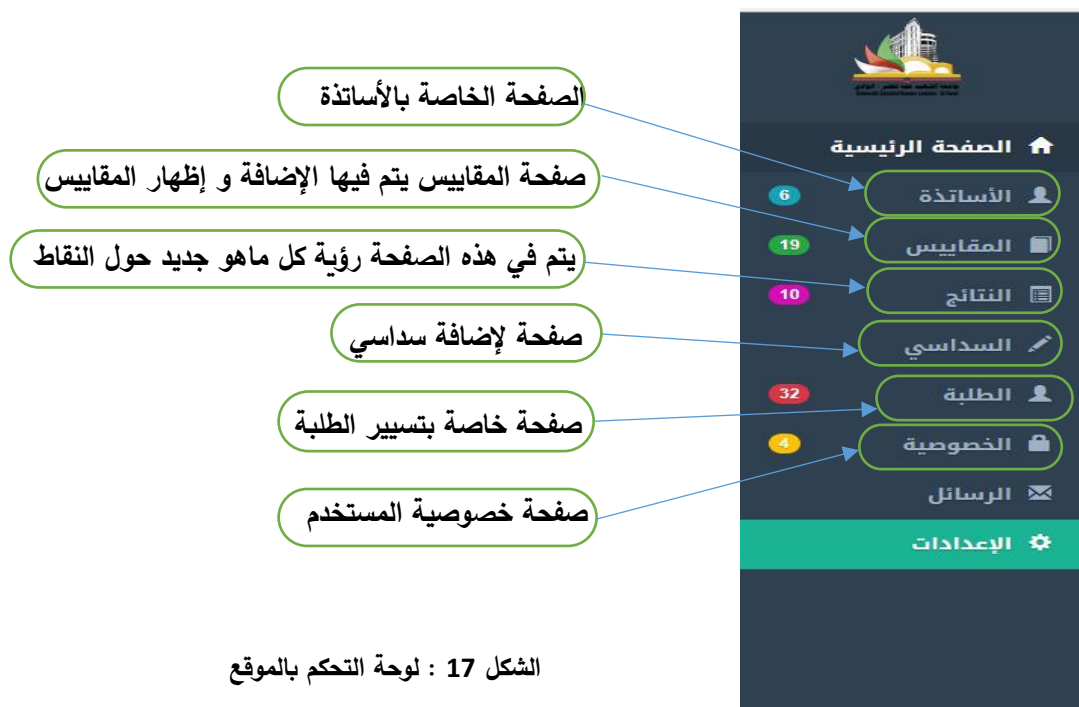 الصفحة الرئيسية
الصفحة الخاصة بالأساتذة
الأساتذة
6
صفحة المقاييس يتم فيها الإضافة و إظهار المقاييس
المقاييس
19
يتم في هذه الصفحة رؤية كل ماهو جديد حول النقاط
النتائج
10
صفحة لإضافة سداسي
السداسي
صفحة خاصة بتسيير الطلبة
الطلبة
32
صفحة خصوصية المستخدم
الخصوصية
4
الرسائل
الإعدادات
الشكل 17 : لوحة التحكم بالموقع